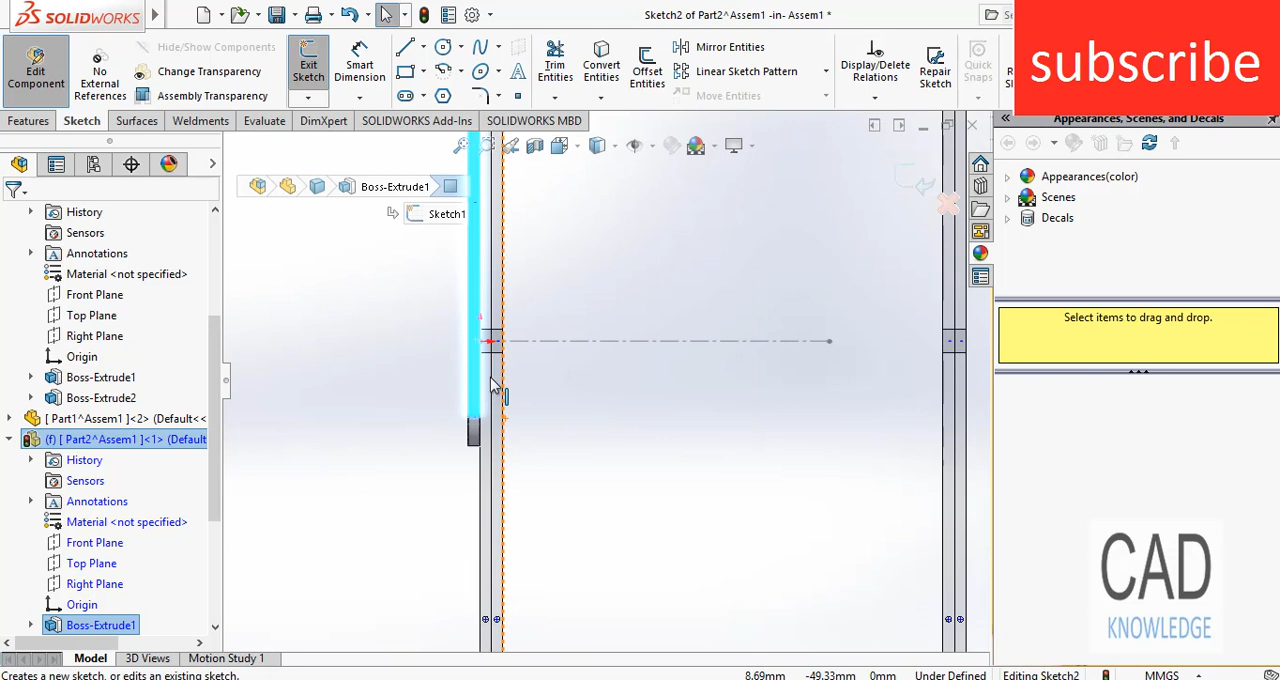 SOLIDWORKS
Sketch2 of Part2^Assem1 -in- Assem1 *
subscribe
Edit
Component
No
External
References
Hide/Show Components
Change Transparency
Assembly Transparency
Exit
Sketch
Smart
Dimension
Trim
Entities
Convert
Entities
Offset
Entities
Mirror Entities
Linear Sketch Pattern
Move Entities
Display/Delete
Relations
Repair
Sketch
Quick
Snaps
Features
Sketch
Surfaces
Weldments
Evaluate
DimXpert
SOLIDWORKS Add-Ins
SOLIDWORKS MBD
Appearances, Scenes, and Decals
Boss-Extrude1
Sketch1
Appearances(color)
Scenes
Decals
Select items to drag and drop.
History
Sensors
Annotations
Material <not specified>
Front Plane
Top Plane
Right Plane
Origin
Boss-Extrude1
Boss-Extrude2
[ Part1^Assem1 ]<2> (Default<<
(f) [ Part2^Assem1 ]<1> (Default
History
Sensors
Annotations
Material <not specified>
Front Plane
Top Plane
Right Plane
Origin
Boss-Extrude1
CAD
KNOWLEDGE
Model
3D Views
Motion Study 1
Creates a new sketch, or edits an existing sketch.
8.69mm
-49.33mm
0mm
Under Defined
Editing Sketch2
MMGS